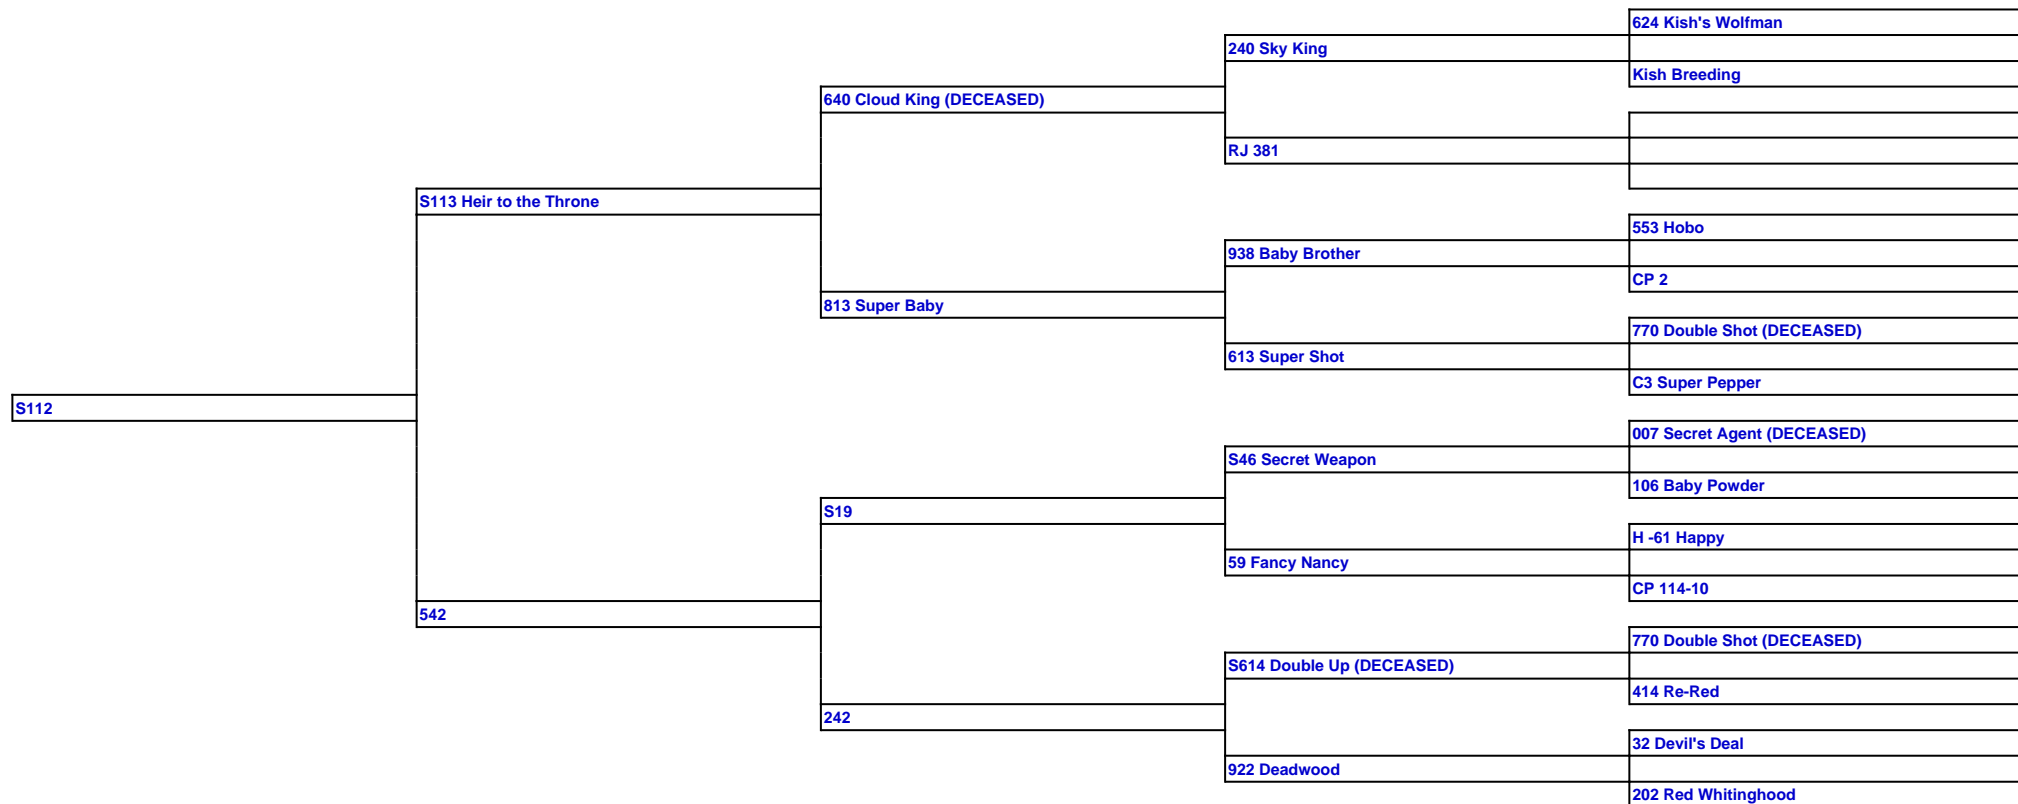 624 Kish's Wolfman
240 Sky King
Kish Breeding
640 Cloud King (DECEASED)
RJ 381
S113 Heir to the Throne
553 Hobo
938 Baby Brother
CP 2
813 Super Baby
770 Double Shot (DECEASED)
613 Super Shot
C3 Super Pepper
S112
007 Secret Agent (DECEASED)
S46 Secret Weapon
106 Baby Powder
S19
H -61 Happy
59 Fancy Nancy
CP 114-10
542
770 Double Shot (DECEASED)
S614 Double Up (DECEASED)
414 Re-Red
242
32 Devil's Deal
922 Deadwood
202 Red Whitinghood